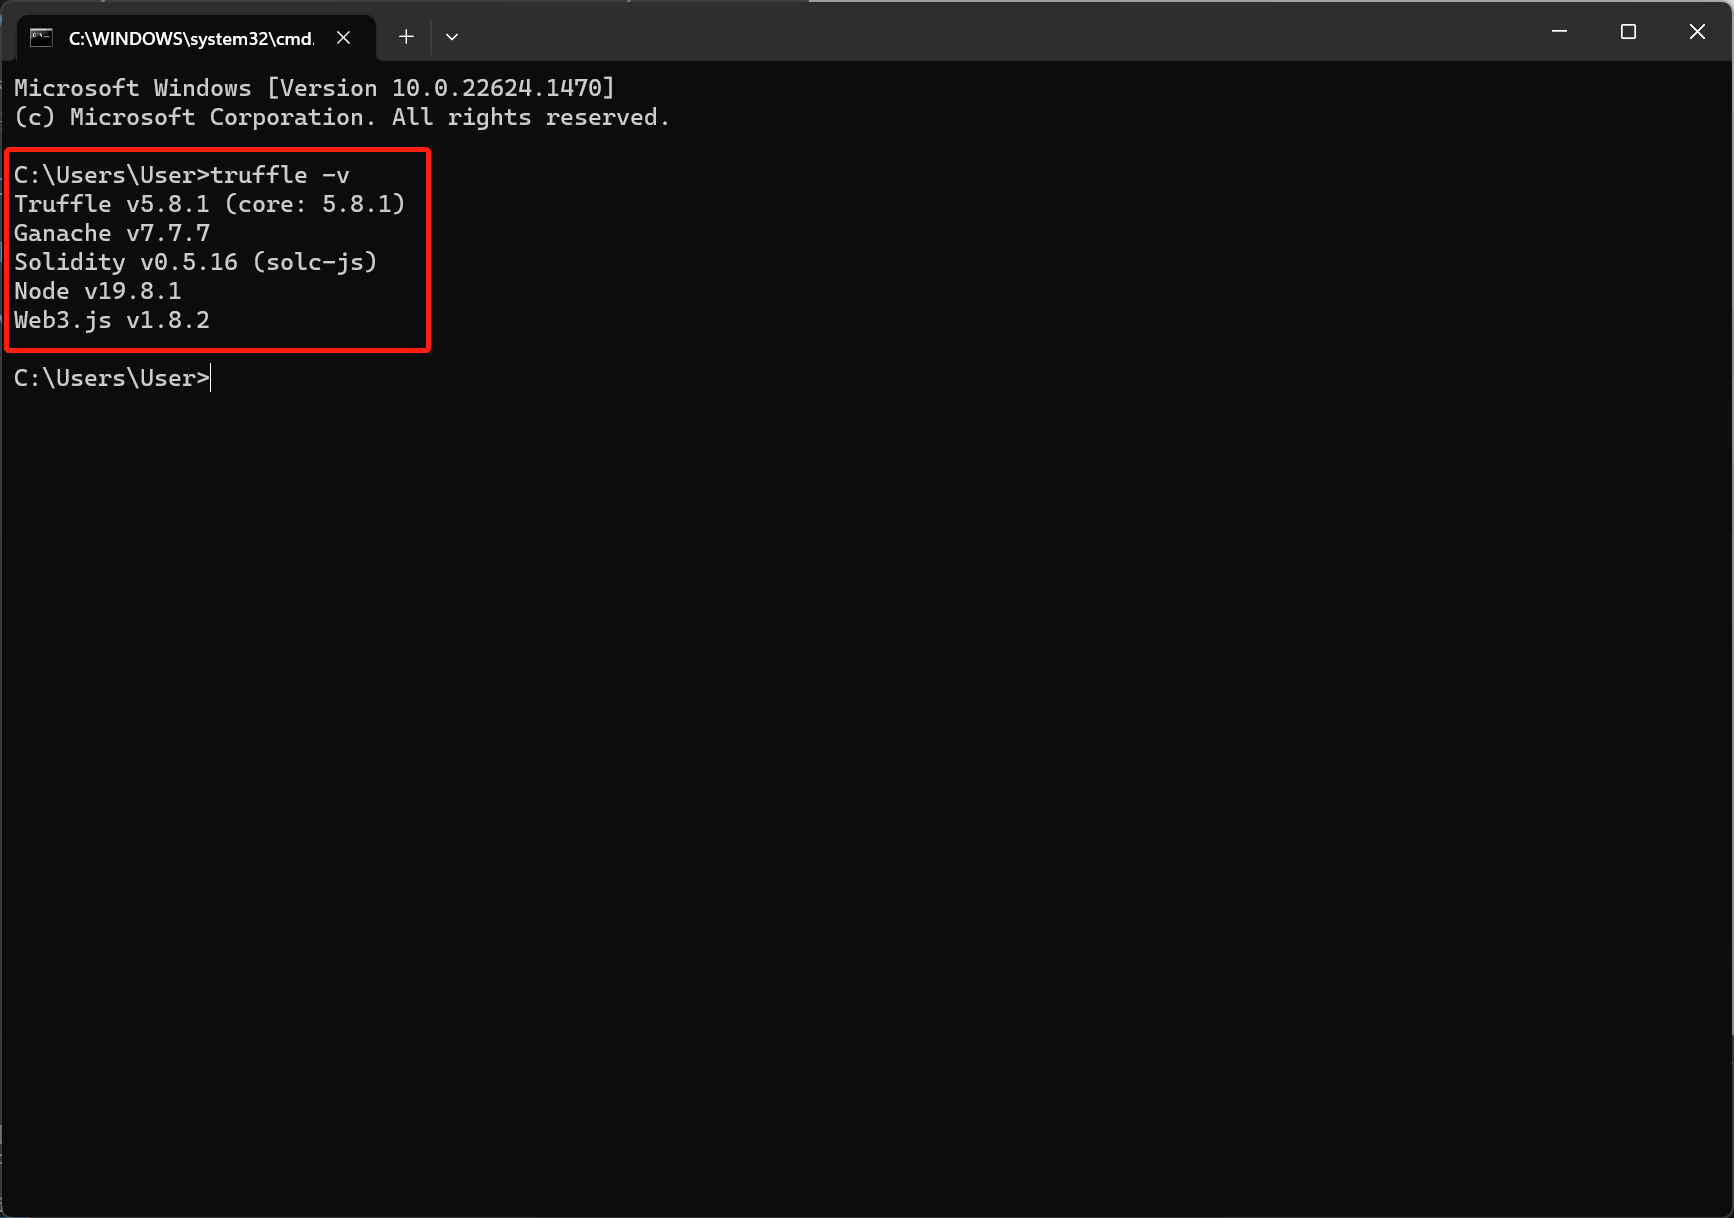 C:\WINDOWS\system32\cmd.
Microsoft Windows [Version 10.0.22624.1470]
(c) Microsoft Corporation. All rights reserved.
C:\Users\User>truffle -v
Truffle v5.8.1 (core: 5.8.1)
Ganache v7.7.7
Solidity v0.5.16 (solc-js)
Node v19.8.1
Web3.js v1.8.2
C:\Users\User>